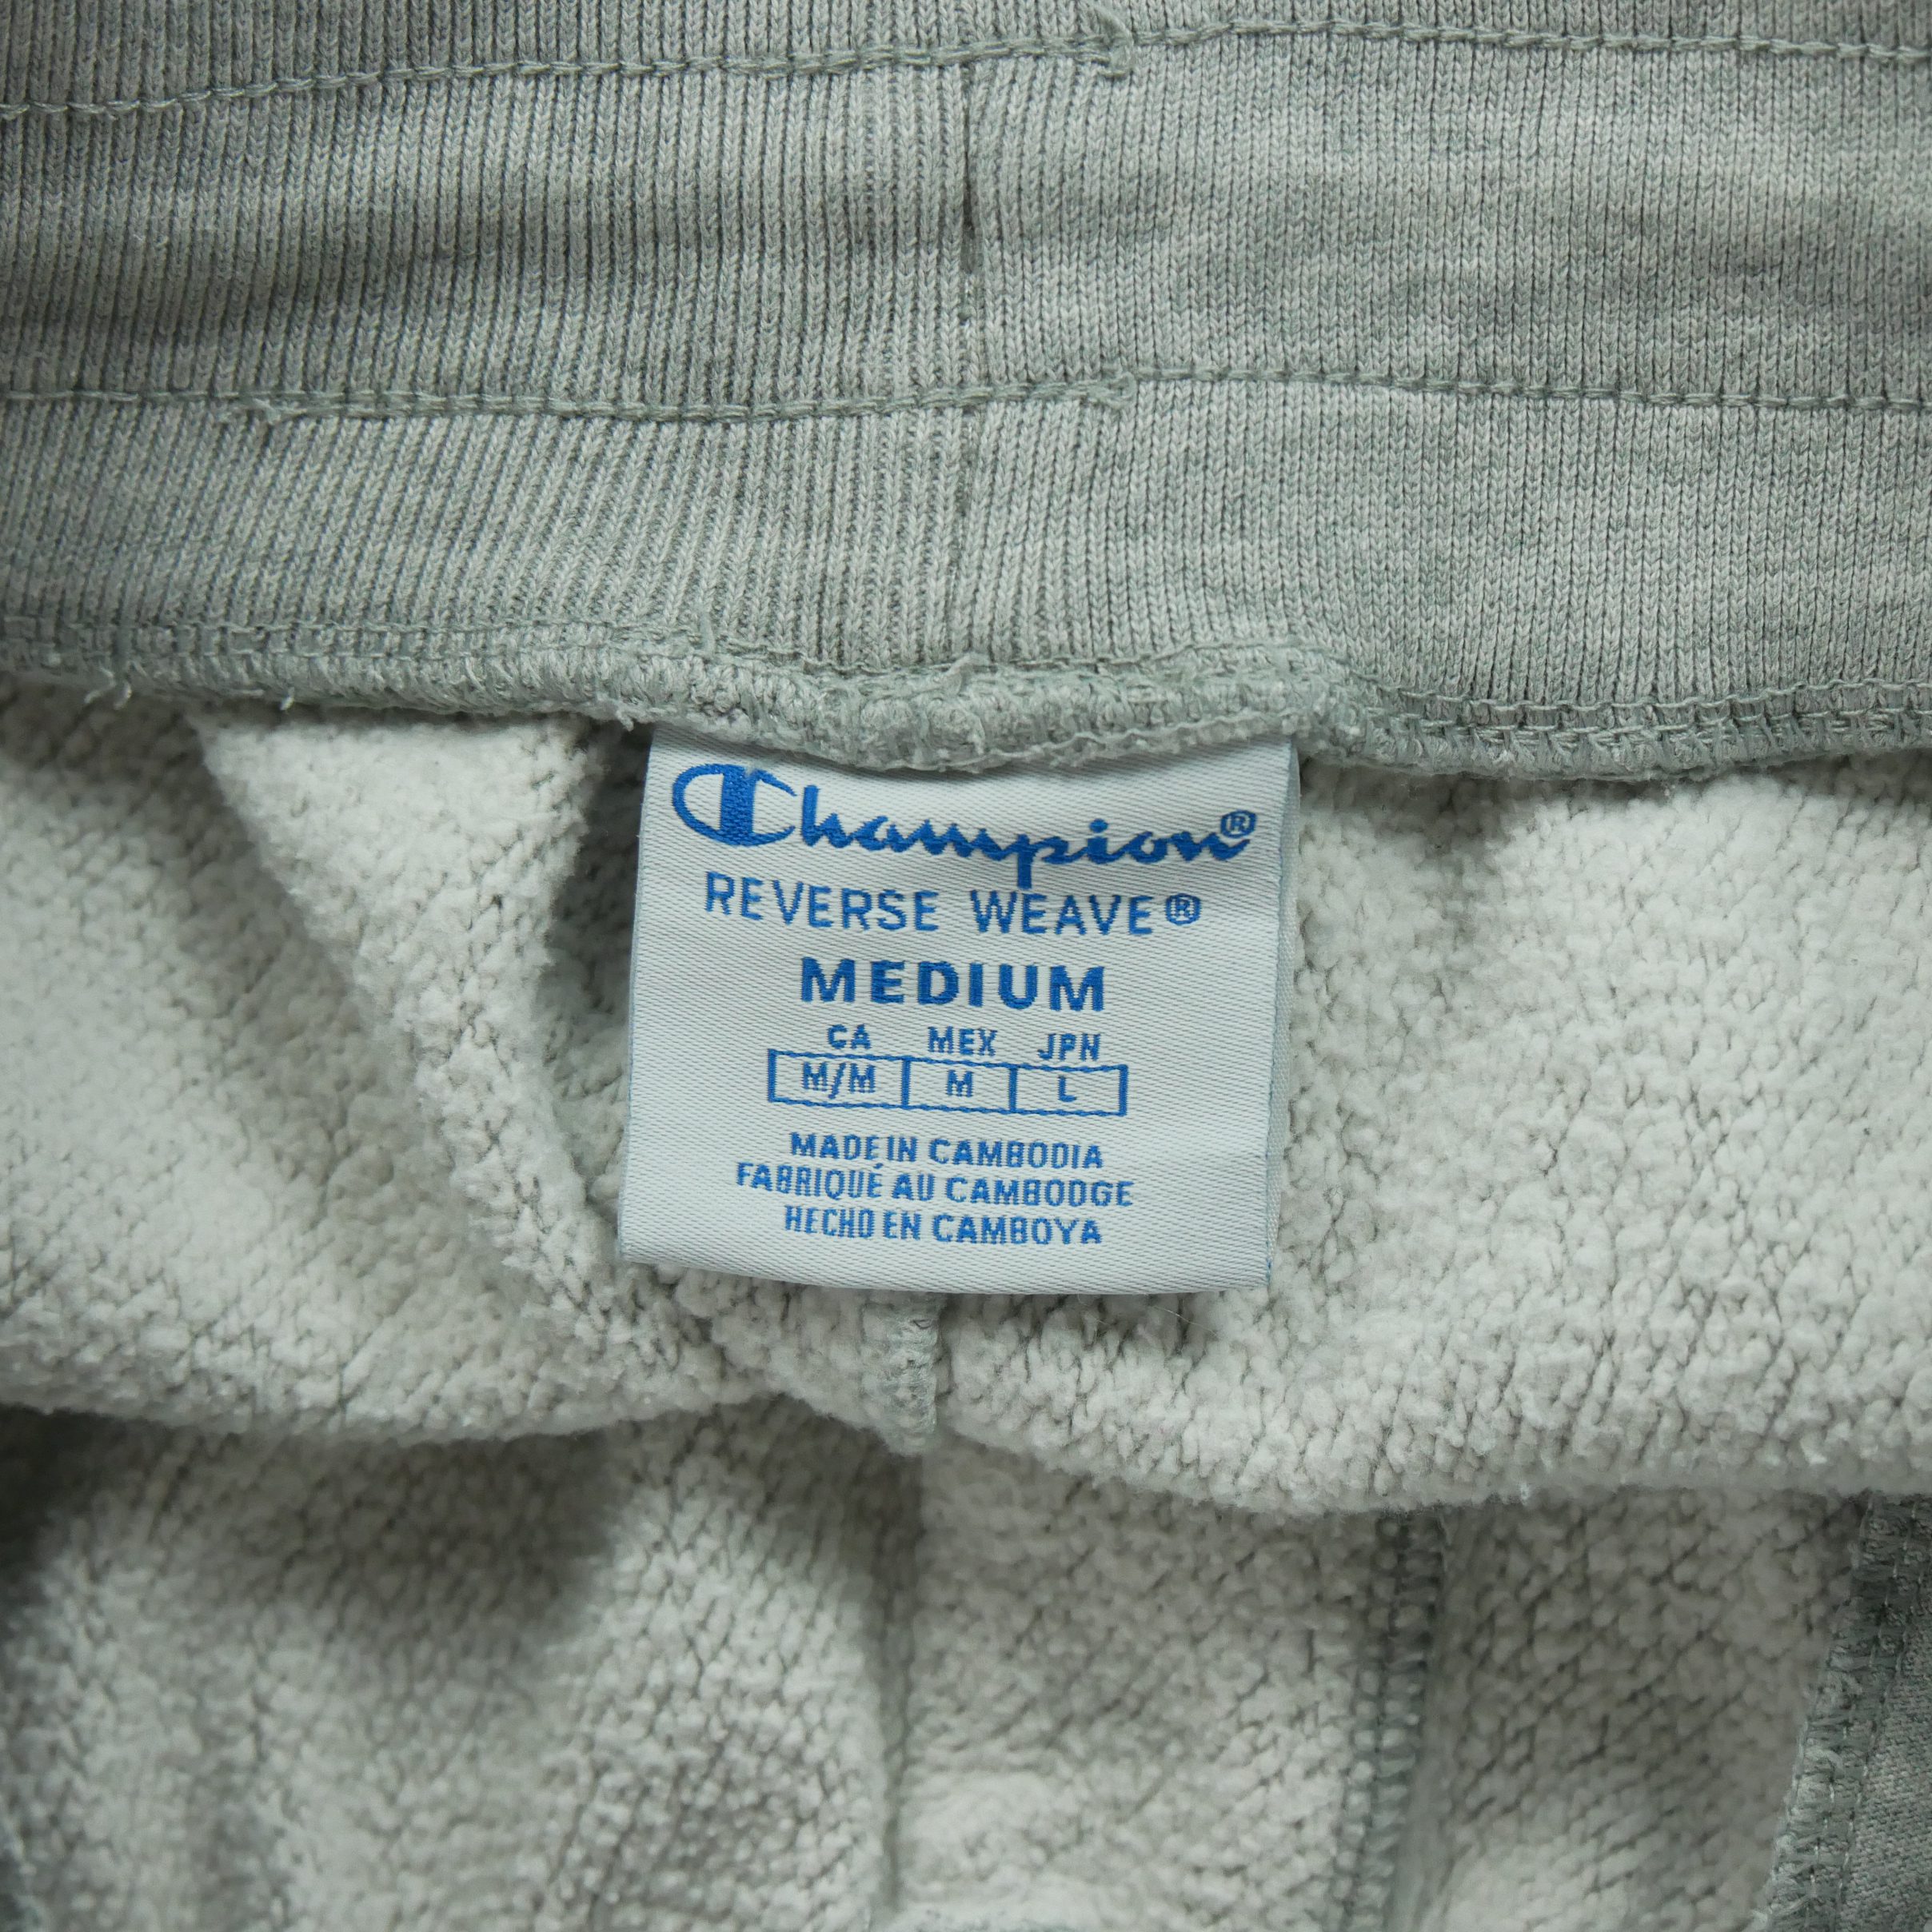 Champion®
REVERSE WEAVE®
MEDIUM
CA MEX JPN
M/M M L
MADE IN CAMBODIA
FABRIQUÉ AU CAMBODGE
HECHO EN CAMBOYA